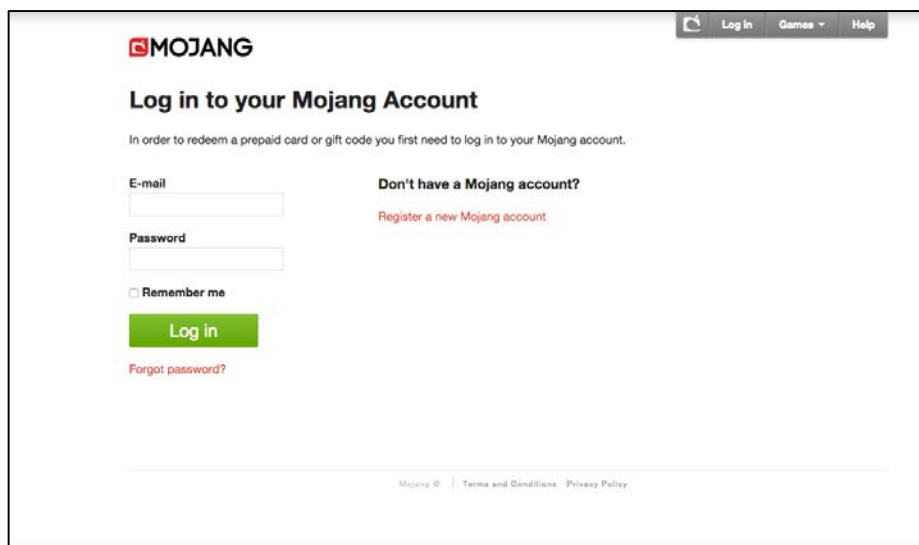 Log in Games Help
MOJANG
Log in to your Mojang Account
In order to redeem a prepaid card or gift code you first need to log in to your Mojang account.
E-mail
Don't have a Mojang account?
Register a new Mojang account
Password
Remember me
Log in
Forgot password?
Mojang © Terms and Conditions Privacy Policy